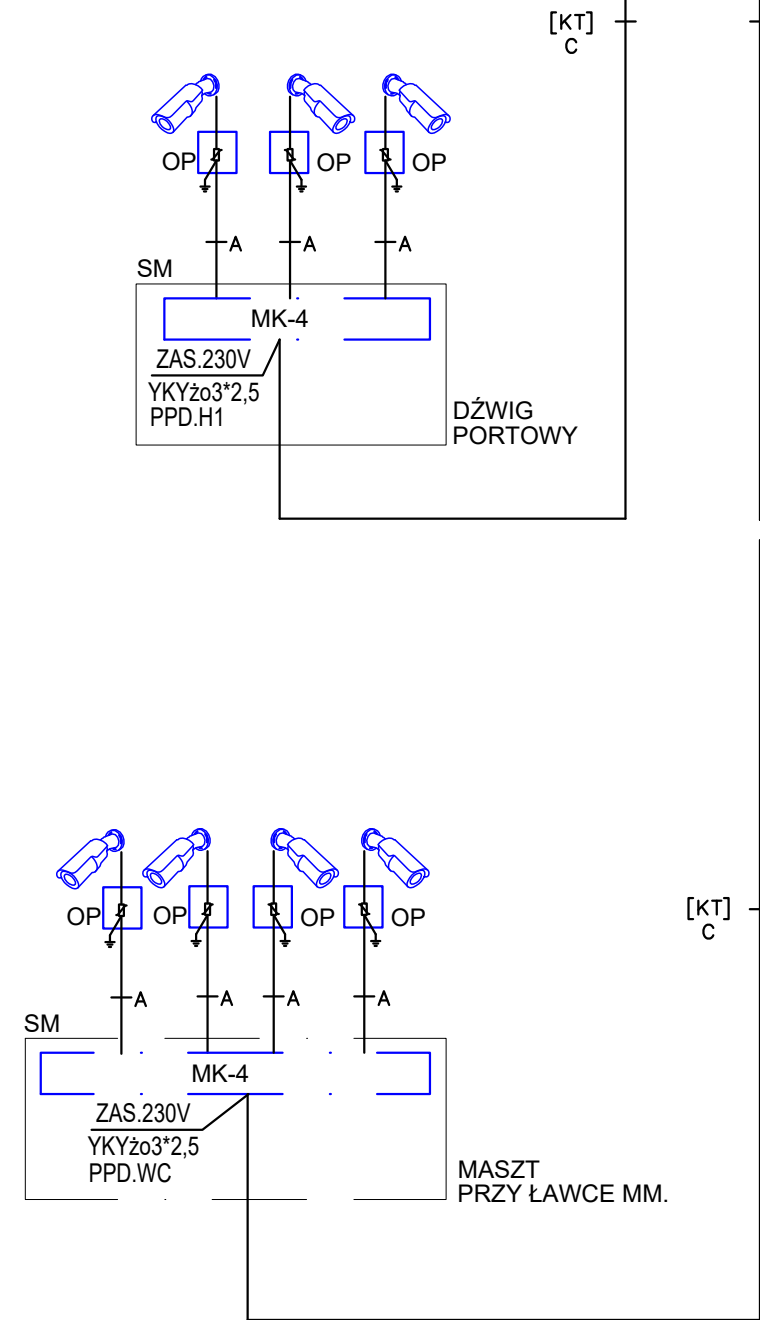 [KT]
C
OP
OP
OP
A
A
A
SM
MK-4
ZAS.230V
YKYżo3*2,5
PPD.H1
DŹWIG
PORTOWY
OP
OP
OP
OP
[KT]
C
A
A
A
A
SM
MK-4
ZAS.230V
YKYżo3*2,5
PPD.WC
MASZT
PRZY ŁAWCE MM.